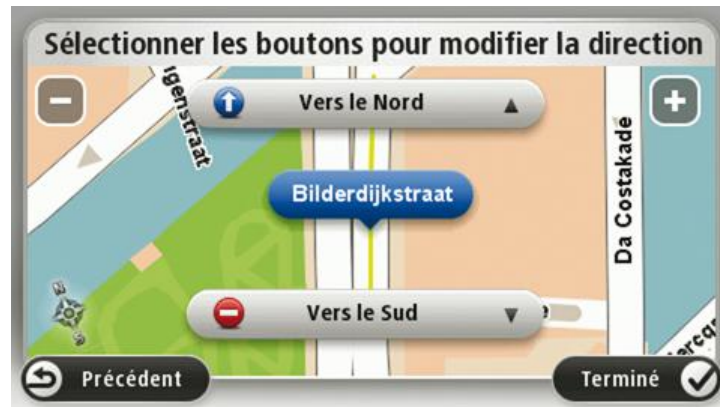 Sélectionner les boutons pour modifier la direction
Vers le Nord
Bilderdijkstraat
Da Costakade
Vers le Sud
N
S
Précédent
Terminé